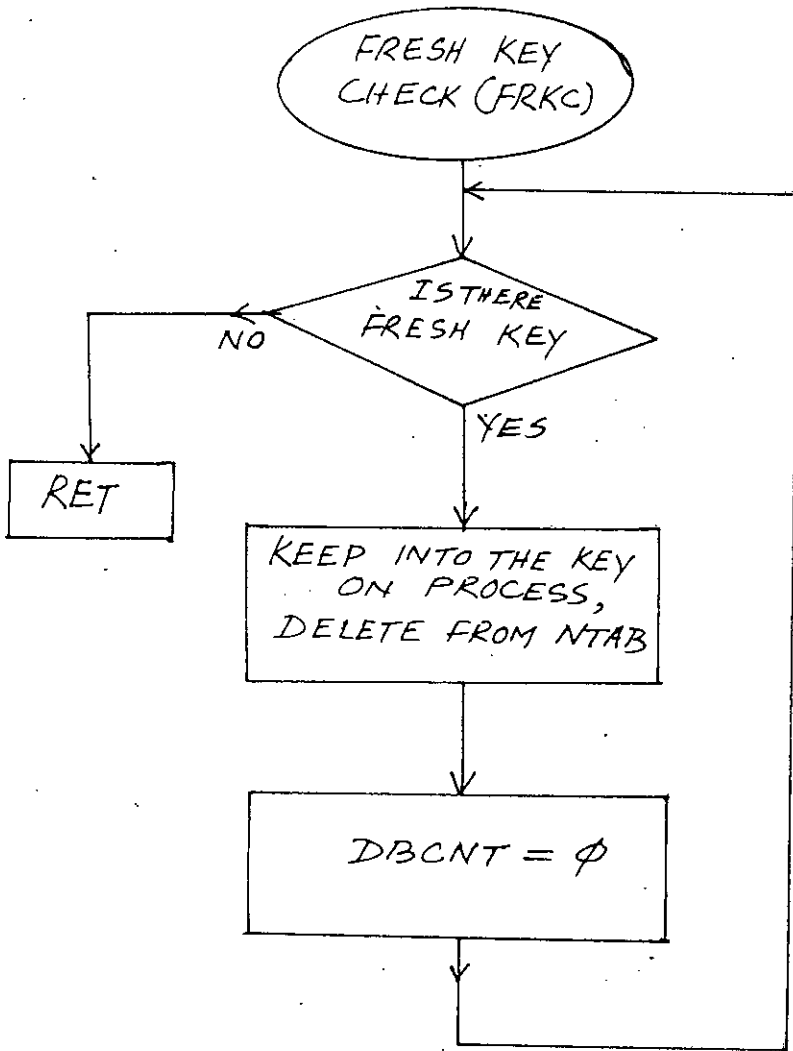 FRESH KEY
CHECK (FRKC)
IS THERE
FRESH KEY
NO
YES
RET
KEEP INTO THE KEY
ON PROCESS,
DELETE FROM NTAB
DBCNT = φ